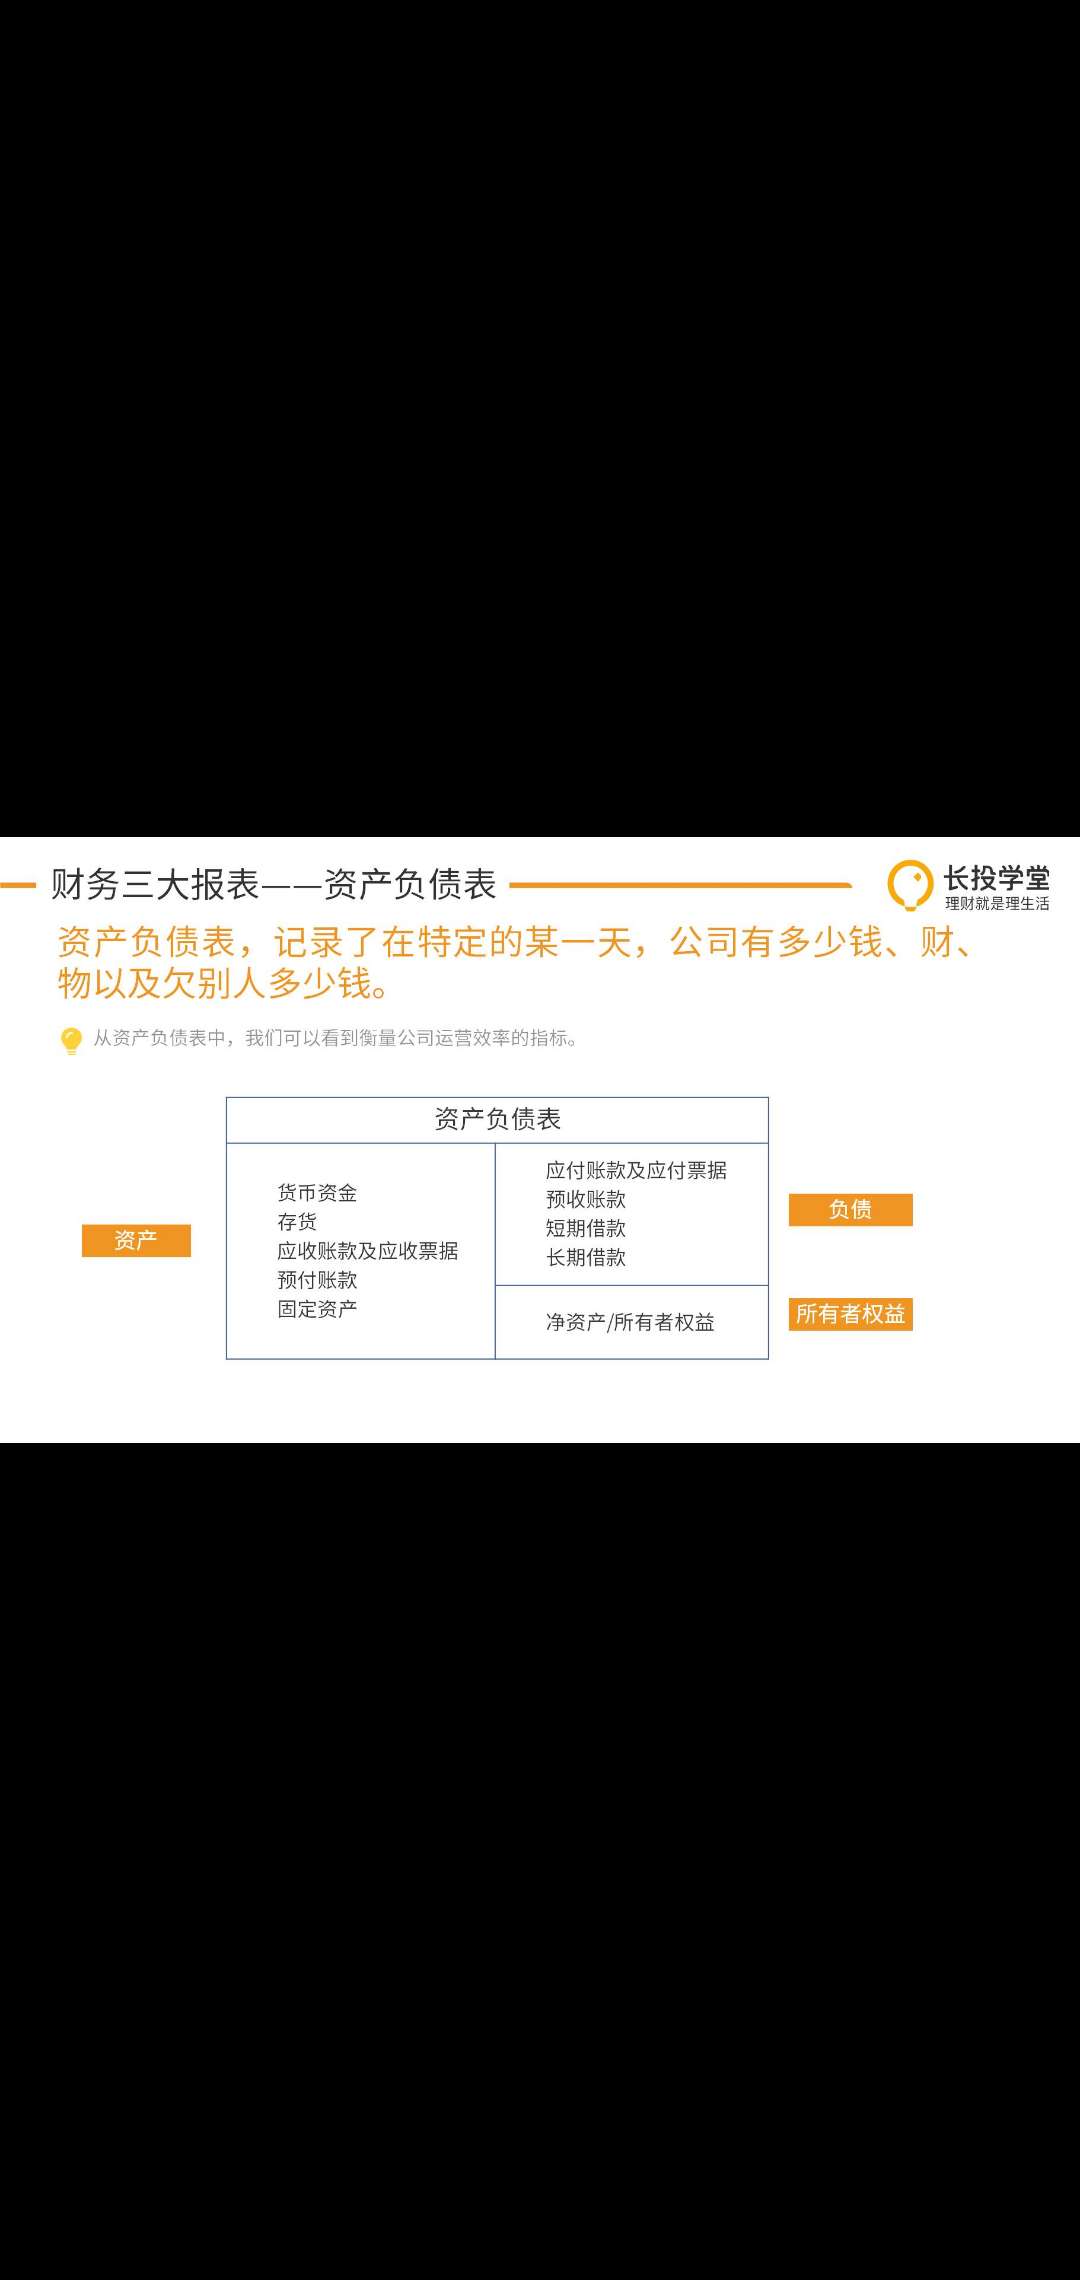 财务三大报表——资产负债表
长投学堂
理财就是理生活
资产负债表，记录了在特定的某一天，公司有多少钱、财、
物以及欠别人多少钱。
从资产负债表中，我们可以看到衡量公司运营效率的指标。
资产负债表
资产
货币资金
存货
应收账款及应收票据
预付账款
固定资产
应付账款及应付票据
预收账款
短期借款
长期借款
负债
净资产/所有者权益
所有者权益